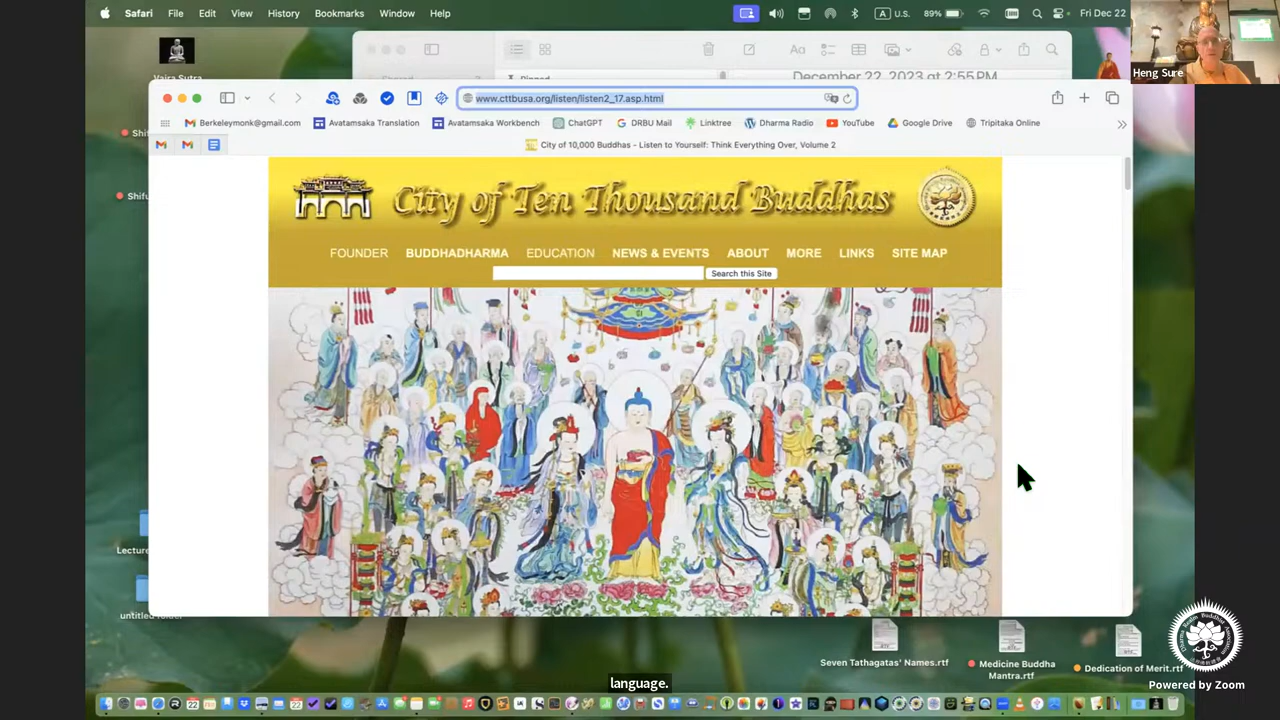 Safari File Edit View History Bookmarks Window Help
A U.S. 89% Fri Dec 22
Heng Sure
Vajra Sutra
Shared
Pinned
December 22, 2023 at 2:55 PM
www.cttbusa.org/listen/listen2_17.asp.html
Berkeleymonk@gmail.com Avatamsaka Translation Avatamsaka Workbench ChatGPT DRBU Mail Linktree Dharma Radio YouTube Google Drive Tripitaka Online
City of 10,000 Buddhas - Listen to Yourself: Think Everything Over, Volume 2
City of Ten Thousand Buddhas
FOUNDER BUDDHADHARMA EDUCATION NEWS & EVENTS ABOUT MORE LINKS SITE MAP
Search this Site
Lecture
untitled folder
Seven Tathagatas' Names.rtf
Medicine Buddha
Mantra.rtf
Dedication of Merit.rtf
language.
Powered by Zoom